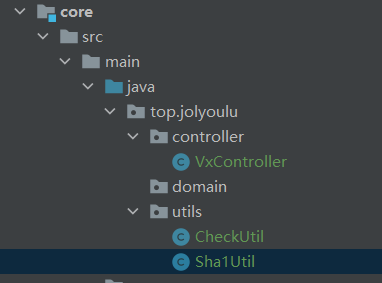 core
src
main
java
top.jolyoulu
controller
VxController
domain
utils
CheckUtil
Sha1Util